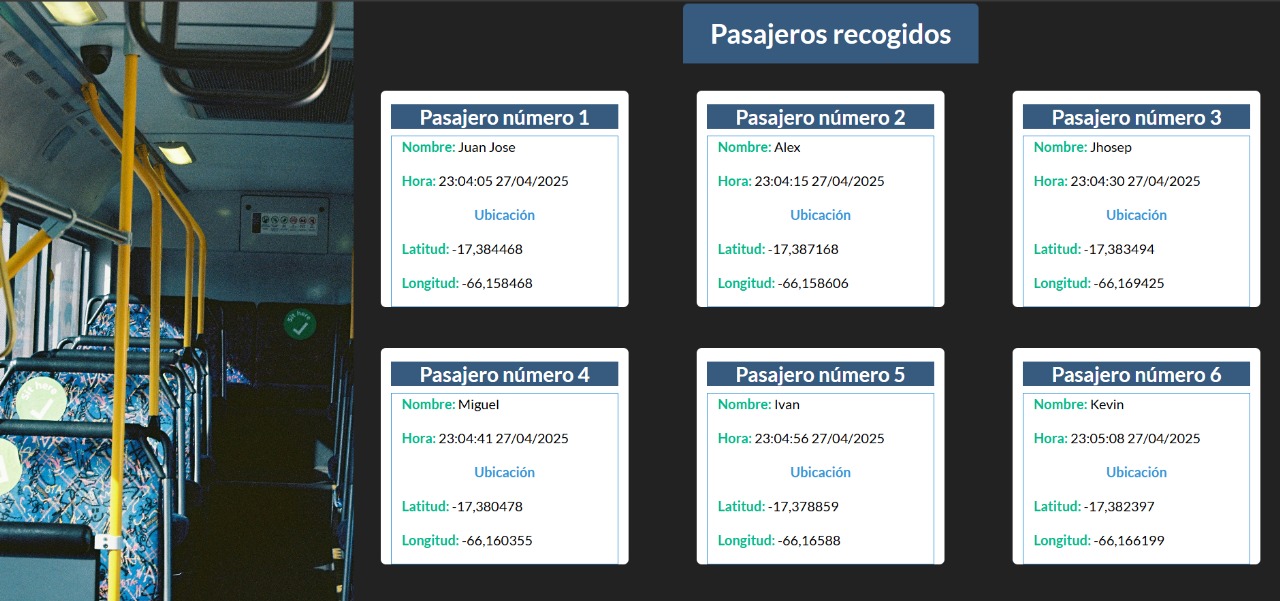 Pasajeros recogidos
Pasajero número 1
Nombre: Juan Jose
Hora: 23:04:05 27/04/2025
Ubicación
Latitud: -17,384468
Longitud: -66,158468
Pasajero número 2
Nombre: Alex
Hora: 23:04:15 27/04/2025
Ubicación
Latitud: -17,387168
Longitud: -66,158606
Pasajero número 3
Nombre: Jhosep
Hora: 23:04:30 27/04/2025
Ubicación
Latitud: -17,383494
Longitud: -66,169425
Pasajero número 4
Nombre: Miguel
Hora: 23:04:41 27/04/2025
Ubicación
Latitud: -17,380478
Longitud: -66,160355
Pasajero número 5
Nombre: Ivan
Hora: 23:04:56 27/04/2025
Ubicación
Latitud: -17,378859
Longitud: -66,16588
Pasajero número 6
Nombre: Kevin
Hora: 23:05:08 27/04/2025
Ubicación
Latitud: -17,382397
Longitud: -66,166199
Sit here
Sit here